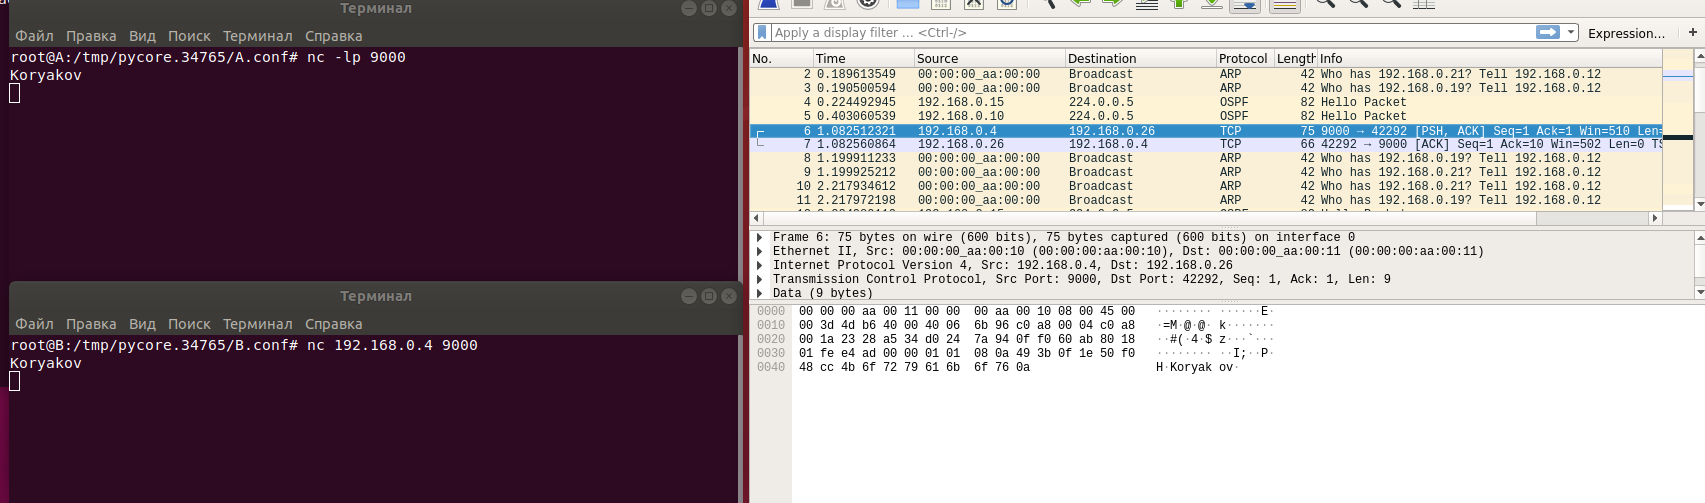 Терминал
Файл Правка Вид Поиск Терминал Справка
root@A:/tmp/pycore.34765/A.conf# nc -lp 9000
Koryakov
Терминал
Файл Правка Вид Поиск Терминал Справка
root@B:/tmp/pycore.34765/B.conf# nc 192.168.0.4 9000
Koryakov
Apply a display filter ... <Ctrl-/>
Expression... +
No. Time Source Destination Protocol Length Info
2 0.189613549 00:00:00_aa:00:00 Broadcast ARP 42 Who has 192.168.0.21? Tell 192.168.0.12
3 0.190500594 00:00:00_aa:00:00 Broadcast ARP 42 Who has 192.168.0.19? Tell 192.168.0.12
4 0.224492945 192.168.0.15 224.0.0.5 OSPF 82 Hello Packet
5 0.403060539 192.168.0.10 224.0.0.5 OSPF 82 Hello Packet
6 1.082512321 192.168.0.4 192.168.0.26 TCP 75 9000 → 42292 [PSH, ACK] Seq=1 Ack=1 Win=510 Len=
7 1.082560864 192.168.0.26 192.168.0.4 TCP 66 42292 → 9000 [ACK] Seq=1 Ack=10 Win=502 Len=0 TS
8 1.199911233 00:00:00_aa:00:00 Broadcast ARP 42 Who has 192.168.0.19? Tell 192.168.0.12
9 1.199925212 00:00:00_aa:00:00 Broadcast ARP 42 Who has 192.168.0.21? Tell 192.168.0.12
10 2.217934612 00:00:00_aa:00:00 Broadcast ARP 42 Who has 192.168.0.21? Tell 192.168.0.12
11 2.217972198 00:00:00_aa:00:00 Broadcast ARP 42 Who has 192.168.0.19? Tell 192.168.0.12
Frame 6: 75 bytes on wire (600 bits), 75 bytes captured (600 bits) on interface 0
Ethernet II, Src: 00:00:00_aa:00:10 (00:00:00:aa:00:10), Dst: 00:00:00_aa:00:11 (00:00:00:aa:00:11)
Internet Protocol Version 4, Src: 192.168.0.4, Dst: 192.168.0.26
Transmission Control Protocol, Src Port: 9000, Dst Port: 42292, Seq: 1, Ack: 1, Len: 9
Data (9 bytes)
0000 00 00 00 aa 00 11 00 00 00 aa 00 10 08 00 45 00 ········ ······E·
0010 00 3d 4d b6 40 00 40 06 6b 96 c0 a8 00 04 c0 a8 ·=M·@·@· k·······
0020 00 1a 23 28 a5 34 d0 24 7a 94 0f f0 60 ab 80 18 ··#(·4·$ z···`···
0030 01 fe e4 ad 00 00 01 01 08 0a 49 3b 0f 1e 50 f0 ········ ··I;··P·
0040 48 cc 4b 6f 72 79 61 6b 6f 76 0a H·Koryak ov·